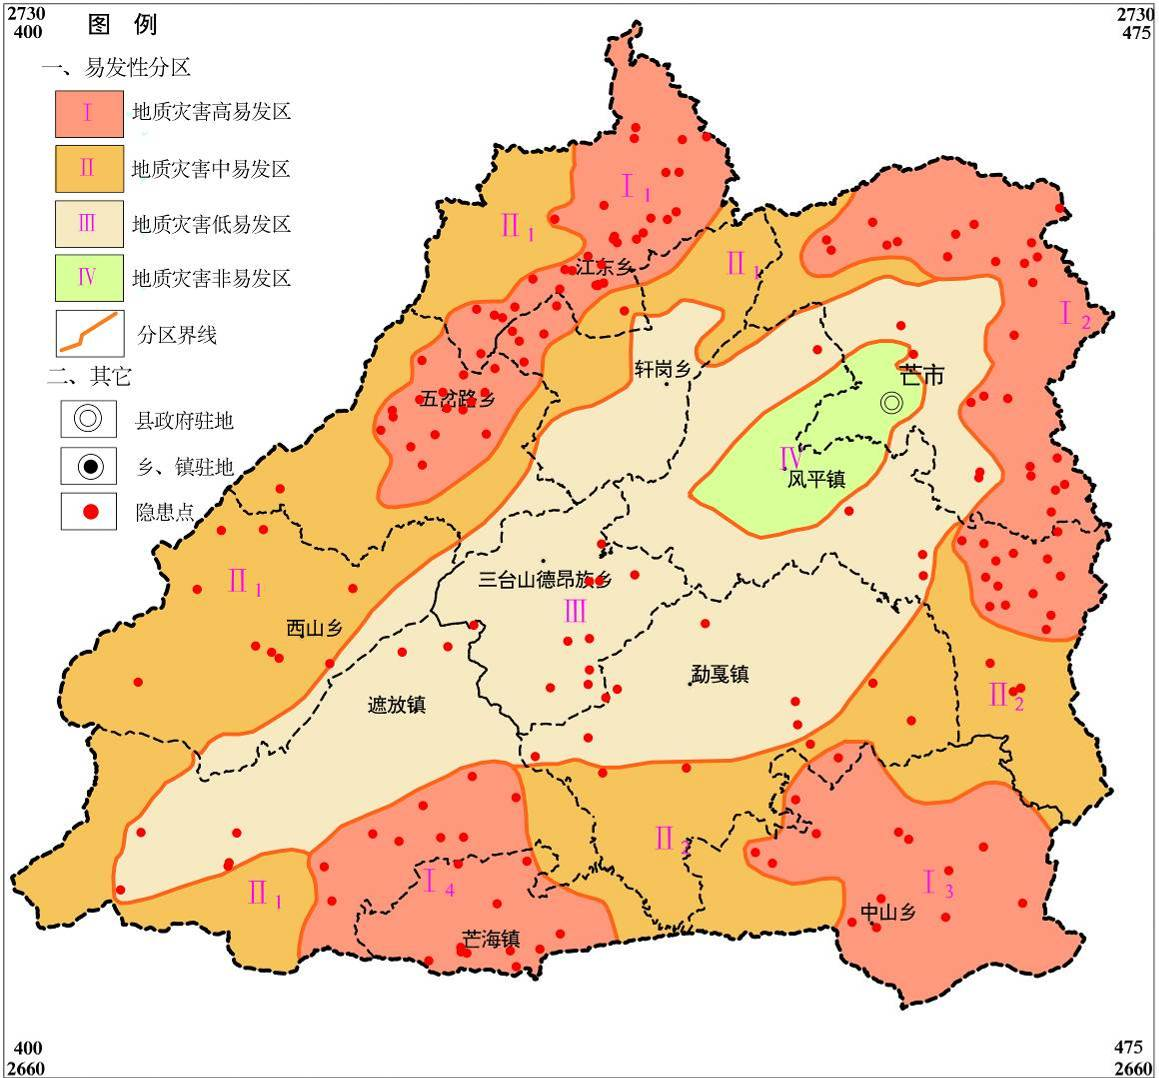 2730
400
图 例
2730
475
一、易发性分区
Ⅰ 地质灾害高易发区
Ⅱ 地质灾害中易发区
Ⅲ 地质灾害低易发区
Ⅳ 地质灾害非易发区
分区界线
二、其它
县政府驻地
乡、镇驻地
隐患点
Ⅰ1
Ⅱ1
江东乡
Ⅱ1
Ⅰ2
轩岗乡
芒市
五岔路乡
Ⅳ
风平镇
三台山德昂族乡
Ⅱ1
Ⅲ
西山乡
勐戛镇
遮放镇
Ⅱ2
Ⅱ2
Ⅰ4
Ⅱ1
Ⅰ3
中山乡
芒海镇
400
2660
475
2660